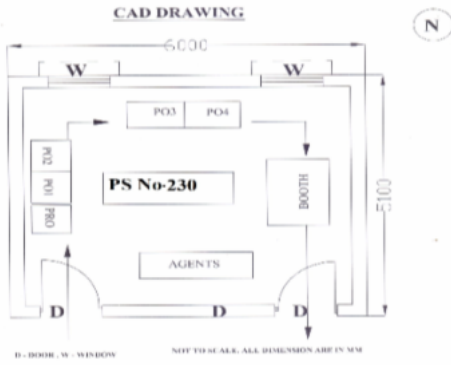 CAD DRAWING
N
6000
W
W
PO3
PO4
PO2
PO1
PRO
PS No-230
BOOTH
5100
AGENTS
D
D
D
D - DOOR , W - WINDOW
NOT TO SCALE, ALL DIMENSION ARE IN MM